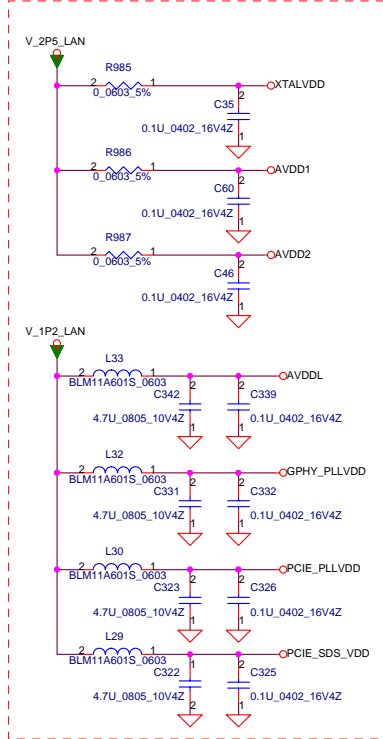 V_2P5_LAN
R985
2 1
0_0603_5%
XTALVDD
C35
2
1
0.1U_0402_16V4Z
R986
2 1
0_0603_5%
AVDD1
C60
2
1
0.1U_0402_16V4Z
R987
2 1
0_0603_5%
AVDD2
C46
2
1
0.1U_0402_16V4Z
V_1P2_LAN
L33
2 1
BLM11A601S_0603
AVDDL
C342
2
1
4.7U_0805_10V4Z
C339
2
1
0.1U_0402_16V4Z
L32
2 1
BLM11A601S_0603
GPHY_PLLVDD
C331
2
1
4.7U_0805_10V4Z
C332
2
1
0.1U_0402_16V4Z
L30
2 1
BLM11A601S_0603
PCIE_PLLVDD
C323
2
1
4.7U_0805_10V4Z
C326
2
1
0.1U_0402_16V4Z
L29
2 1
BLM11A601S_0603
PCIE_SDS_VDD
C322
1
2
4.7U_0805_10V4Z
C325
2
1
0.1U_0402_16V4Z